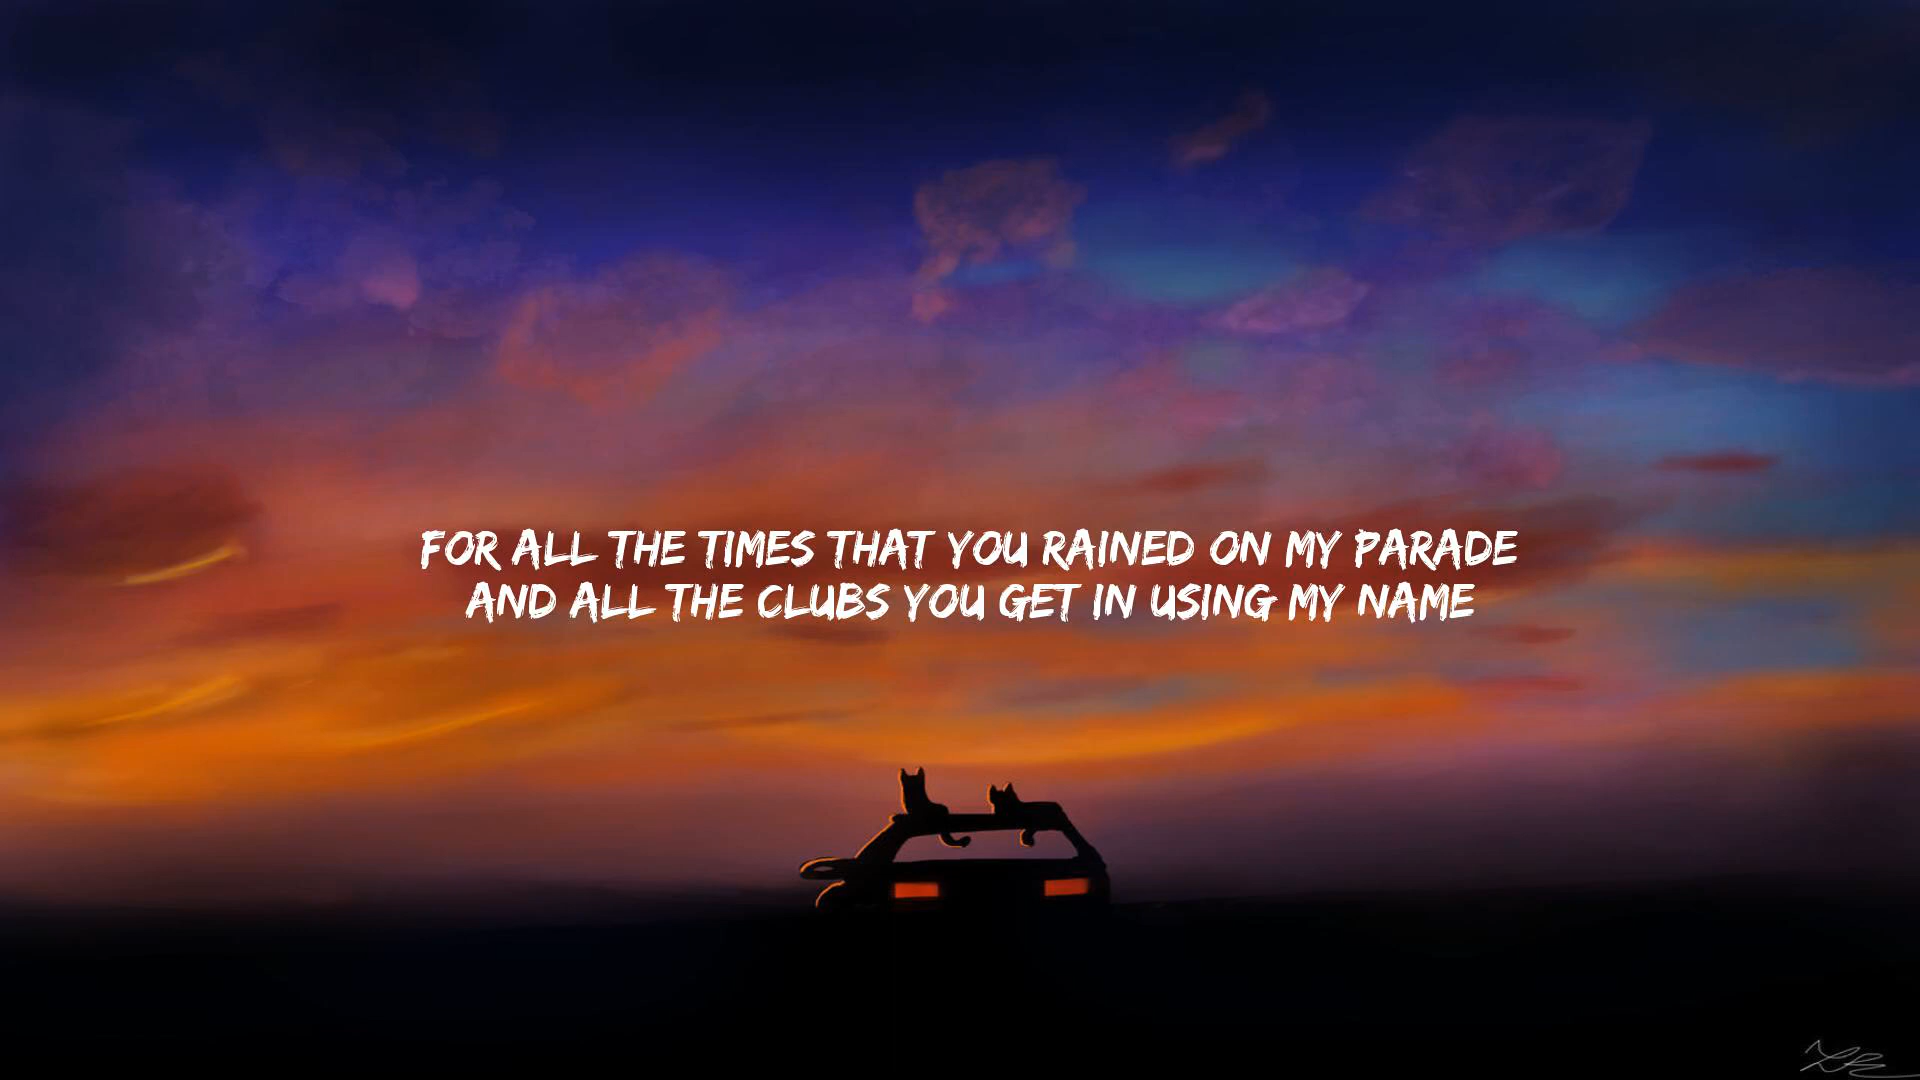 FOR ALL THE TIMES THAT YOU RAINED ON MY PARADE
AND ALL THE CLUBS YOU GET IN USING MY NAME